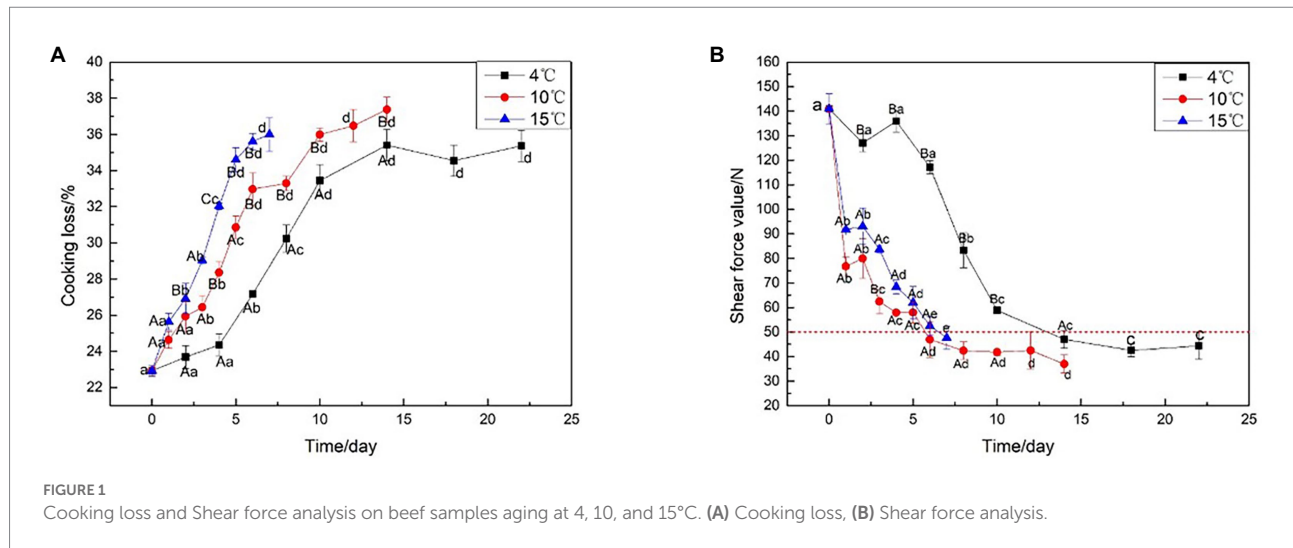 A
Cooking loss/%
40
38
36
34
32
30
28
26
24
22
4℃
10℃
15℃
a
Aa
Aa
Bb
Aa
Aa
Ab
Ab
Aa
Cc
Bb
Bd
Ac
Bd
Bd
Ab
d
Bd
Ac
Bd
Ad
d
Bd
Ad
d
d
0 5 10 15 20 25
Time/day
B
Shear force value/N
160
150
140
130
120
110
100
90
80
70
60
50
40
30
20
4℃
10℃
15℃
a
Ba
Ba
Ba
Ab
Ab
Ab
Ab
Ac
Bc
Ad
Ac
Ad
Ac
Ae
Ad
e
Bb
Ad
Bc
Ad
d
Ac
d
C
C
0 5 10 15 20 25
Time/day
FIGURE 1
Cooking loss and Shear force analysis on beef samples aging at 4, 10, and 15°C. (A) Cooking loss, (B) Shear force analysis.